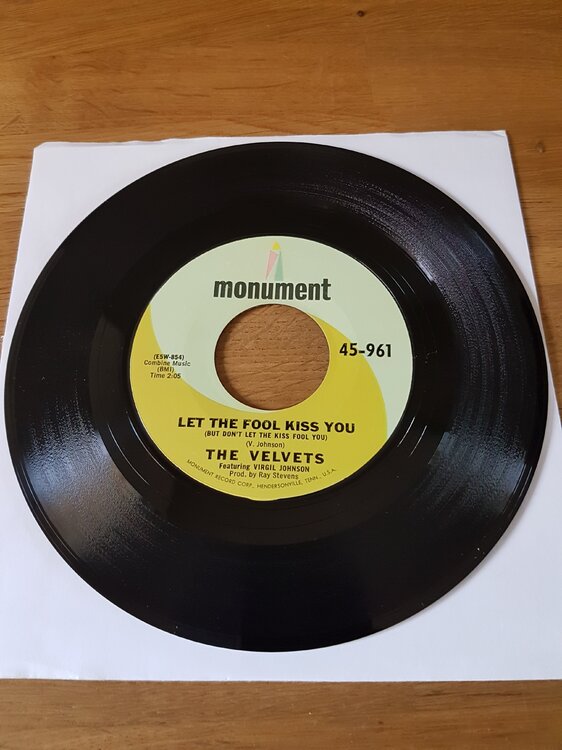 monument
45-961
(E5W-854)
Combine Music
(BMI)
Time 2:05
LET THE FOOL KISS YOU
(BUT DON'T LET THE KISS FOOL YOU)
(V. Johnson)
THE VELVETS
Featuring VIRGIL JOHNSON
Prod. by Ray Stevens
MONUMENT RECORD CORP., HENDERSONVILLE, TENN., U.S.A.